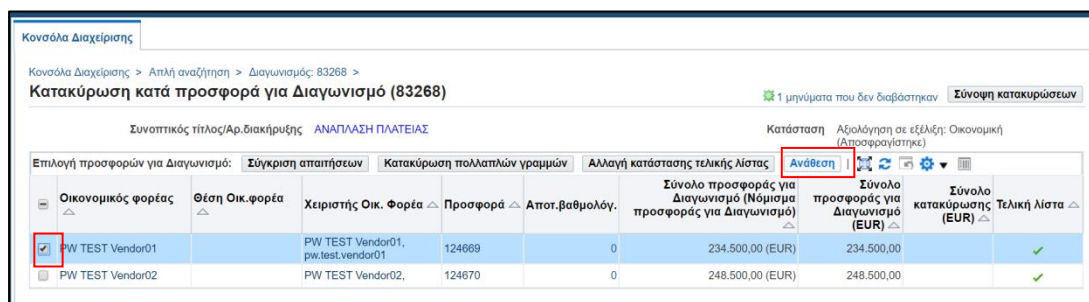 Κονσόλα Διαχείρισης
Κονσόλα Διαχείρισης > Απλή αναζήτηση > Διαγωνισμός: 83268 >
Κατακύρωση κατά προσφορά για Διαγωνισμό (83268)
1 μηνύματα που δεν διαβάστηκαν Σύνοψη κατακυρώσεων
Συνοπτικός τίτλος/Αρ.διακήρυξης ΑΝΑΠΛΑΣΗ ΠΛΑΤΕΙΑΣ
Κατάσταση Αξιολόγηση σε εξέλιξη: Οικονομική
(Αποσφραγίστηκε)
Επιλογή προσφορών για Διαγωνισμό: Σύγκριση απαιτήσεων Κατακύρωση πολλαπλών γραμμών Αλλαγή κατάστασης τελικής λίστας Ανάθεση
Οικονομικός φορέας Θέση Οικ.φορέα Χειριστής Οικ. Φορέα Προσφορά Αποτ.βαθμολόγ. Σύνολο προσφοράς για Διαγωνισμό (Νόμισμα προσφοράς για Διαγωνισμό) Σύνολο προσφοράς για Διαγωνισμό (EUR) Σύνολο κατακύρωσης (EUR) Τελική λίστα
PW TEST Vendor01 PW TEST Vendor01, pw.test.vendor01 124669 0 234.500,00 (EUR) 234.500,00
PW TEST Vendor02 PW TEST Vendor02, 124670 0 248.500,00 (EUR) 248.500,00